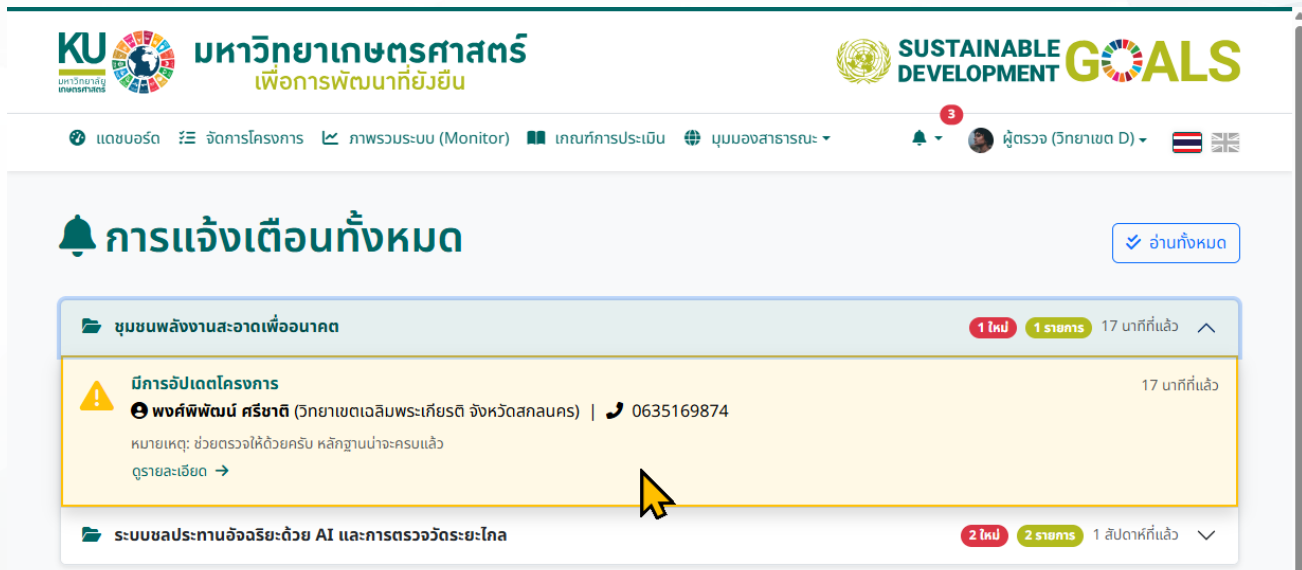 KU
มหาวิทยาลัย
เกษตรศาสตร์
มหาวิทยาเกษตรศาสตร์
เพื่อการพัฒนาที่ยั่งยืน
SUSTAINABLE
DEVELOPMENT
GOALS
แดชบอร์ด จัดการโครงการ ภาพรวมระบบ (Monitor) เกณฑ์การประเมิน มุมมองสาธารณะ 3 ผู้ตรวจ (วิทยาเขต D)
การแจ้งเตือนทั้งหมด
อ่านทั้งหมด
ชุมชนพลังงานสะอาดเพื่ออนาคต 1 ใหม่ 1 รายการ 17 นาทีที่แล้ว
มีการอัปเดตโครงการ 17 นาทีที่แล้ว
พงศ์พิพัฒน์ ศรีชาติ (วิทยาเขตเฉลิมพระเกียรติ จังหวัดสกลนคร) | 0635169874
หมายเหตุ: ช่วยตรวจให้ด้วยครับ หลักฐานน่าจะครบแล้ว
ดูรายละเอียด →
ระบบชลประทานอัจฉริยะด้วย AI และการตรวจวัดระยะไกล 2 ใหม่ 2 รายการ 1 สัปดาห์ที่แล้ว